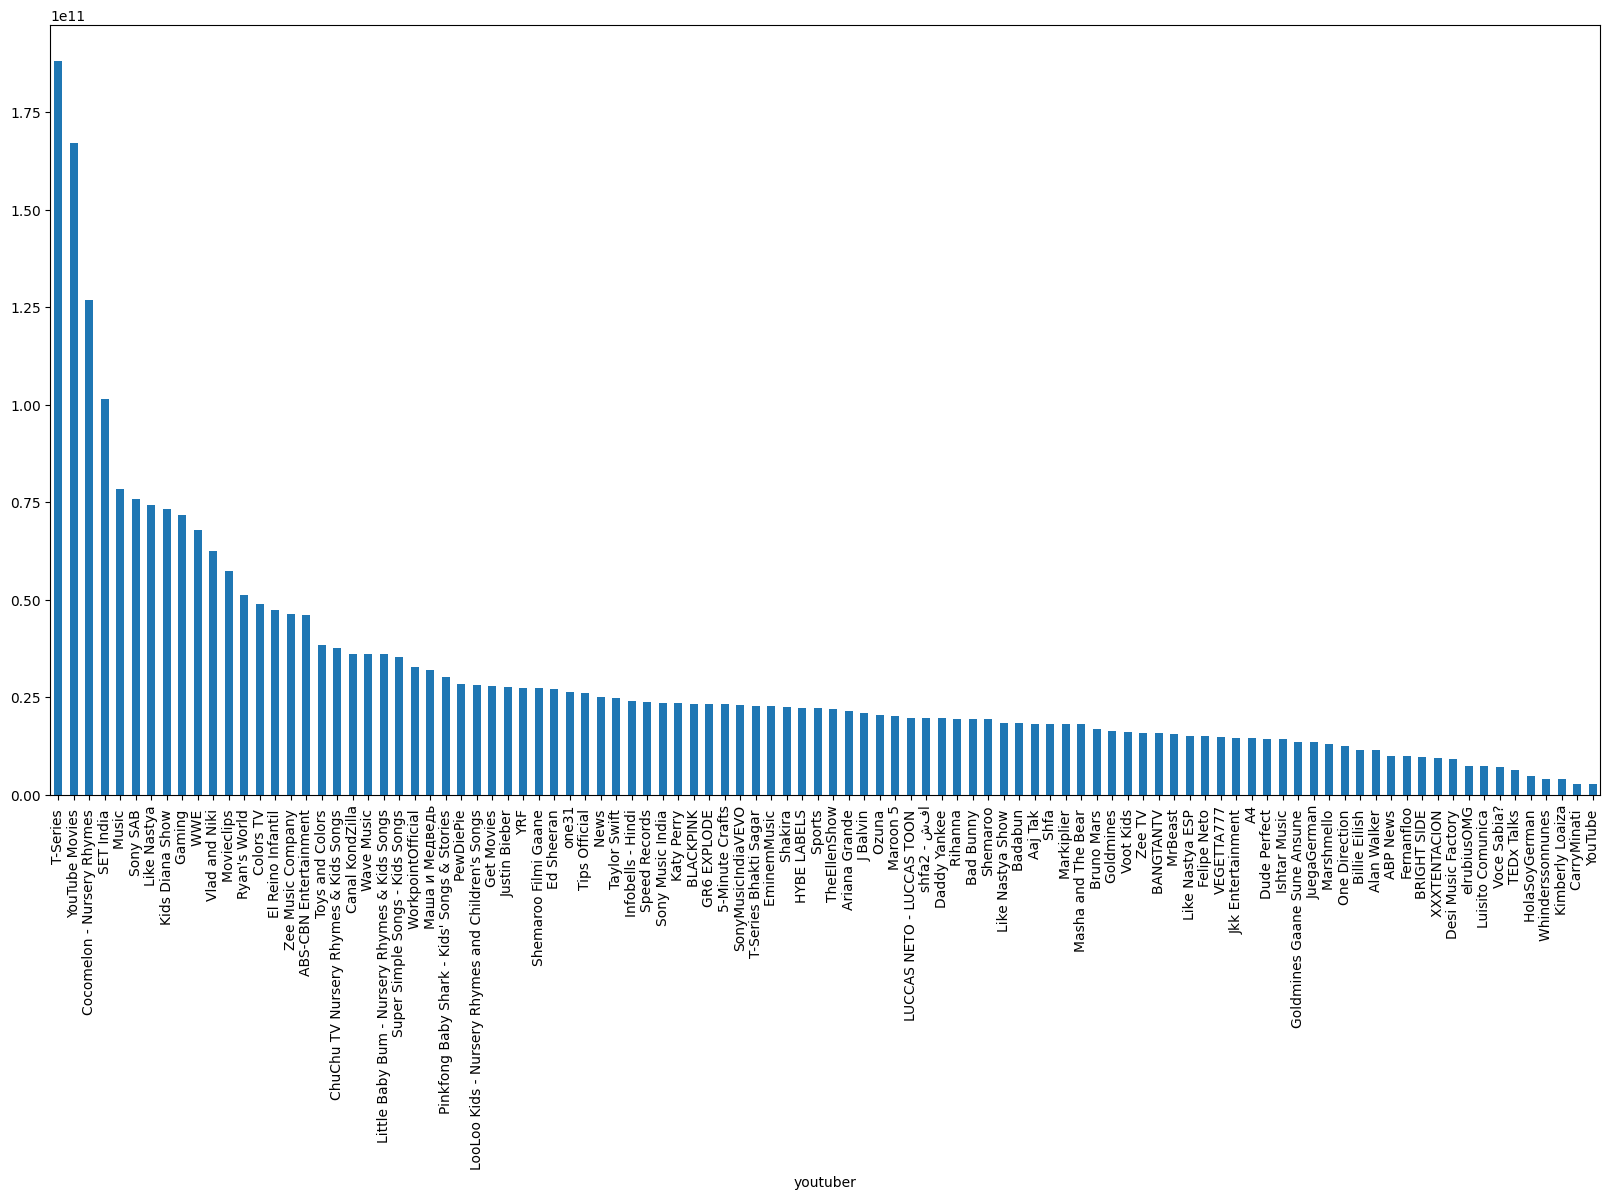 1e11
1.75
1.50
1.25
1.00
0.75
0.50
0.25
0.00
T-Series
YouTube Movies
Cocomelon - Nursery Rhymes
SET India
Music
Sony SAB
Like Nastya
Kids Diana Show
Gaming
WWE
Vlad and Niki
Movieclips
Ryan's World
Colors TV
El Reino Infantil
Zee Music Company
ABS-CBN Entertainment
Toys and Colors
ChuChu TV Nursery Rhymes & Kids Songs
Canal KondZilla
Wave Music
Little Baby Bum - Nursery Rhymes & Kids Songs
Super Simple Songs - Kids Songs
WorkpointOfficial
Маша и Медведь
Pinkfong Baby Shark - Kids' Songs & Stories
PewDiePie
LooLoo Kids - Nursery Rhymes and Children's Songs
Get Movies
Justin Bieber
YRF
Shemaroo Filmi Gaane
Ed Sheeran
one31
Tips Official
News
Taylor Swift
Infobells - Hindi
Speed Records
Sony Music India
Katy Perry
BLACKPINK
GR6 EXPLODE
5-Minute Crafts
SonyMusicIndiaVEVO
T-Series Bhakti Sagar
EminemMusic
Shakira
HYBE LABELS
Sports
TheEllenShow
Ariana Grande
J Balvin
Ozuna
Maroon 5
LUCCAS NETO - LUCCAS TOON
shfa2 - شفا
Daddy Yankee
Rihanna
Bad Bunny
Shemaroo
Like Nastya Show
Badabun
Aaj Tak
Shfa
Markiplier
Masha and The Bear
Bruno Mars
Goldmines
Voot Kids
Zee TV
BANGTANTV
MrBeast
Like Nastya ESP
Felipe Neto
VEGETTA777
Jkk Entertainment
A4
Dude Perfect
Ishtar Music
Goldmines Gaane Sune Ansune
JuegaGerman
Marshmello
One Direction
Billie Eilish
Alan Walker
ABP News
Fernanfloo
BRIGHT SIDE
XXXTENTACION
Desi Music Factory
elrubiusOMG
Luisito Comunica
Voce Sabia?
TEDx Talks
HolaSoyGerman
Whinderssonnunes
Kimberly Loaiza
CarryMinati
YouTube
youtuber